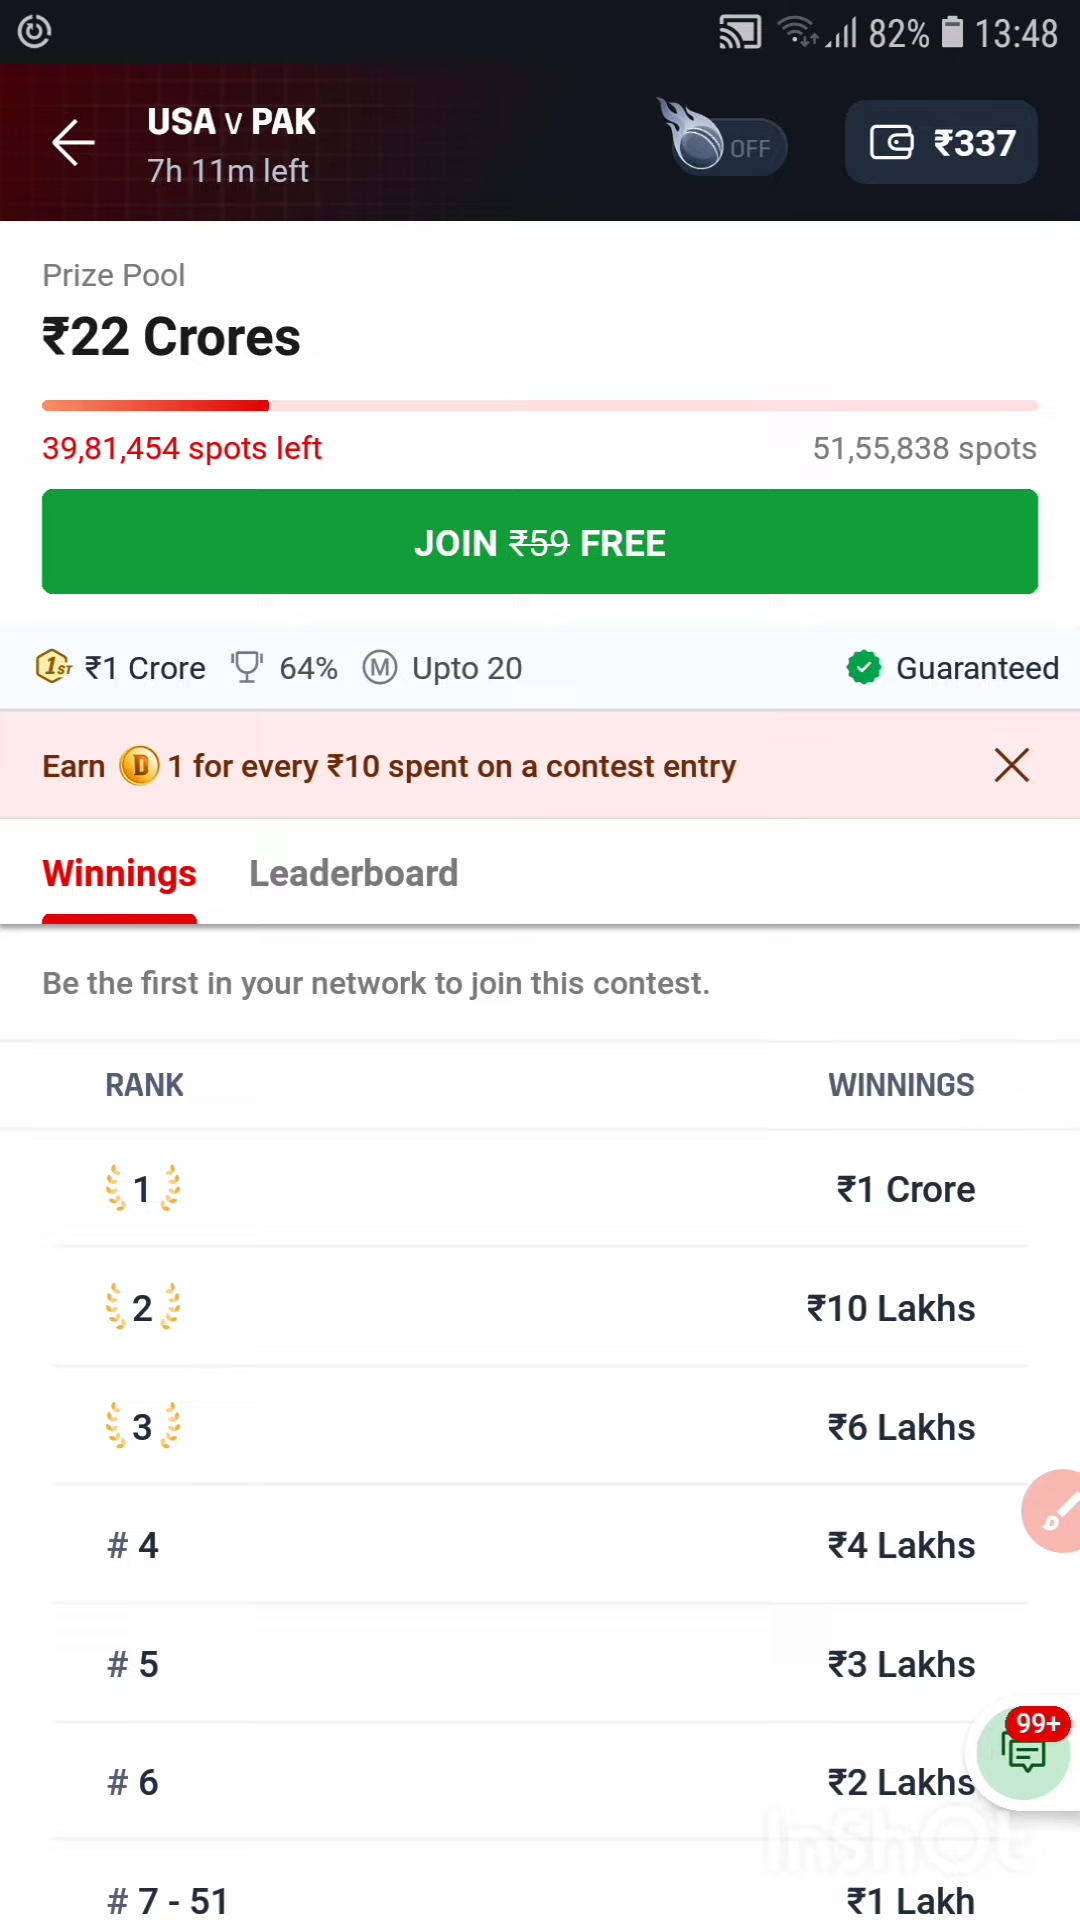 82% 13:48
USA v PAK
7h 11m left
OFF
₹337
Prize Pool
₹22 Crores
39,81,454 spots left
51,55,838 spots
JOIN ₹59 FREE
1ST ₹1 Crore 64% M Upto 20 Guaranteed
Earn D 1 for every ₹10 spent on a contest entry
Winnings Leaderboard
Be the first in your network to join this contest.
RANK WINNINGS
1 ₹1 Crore
2 ₹10 Lakhs
3 ₹6 Lakhs
# 4 ₹4 Lakhs
# 5 ₹3 Lakhs
99+
# 6 ₹2 Lakhs
InShOt
# 7 - 51 ₹1 Lakh